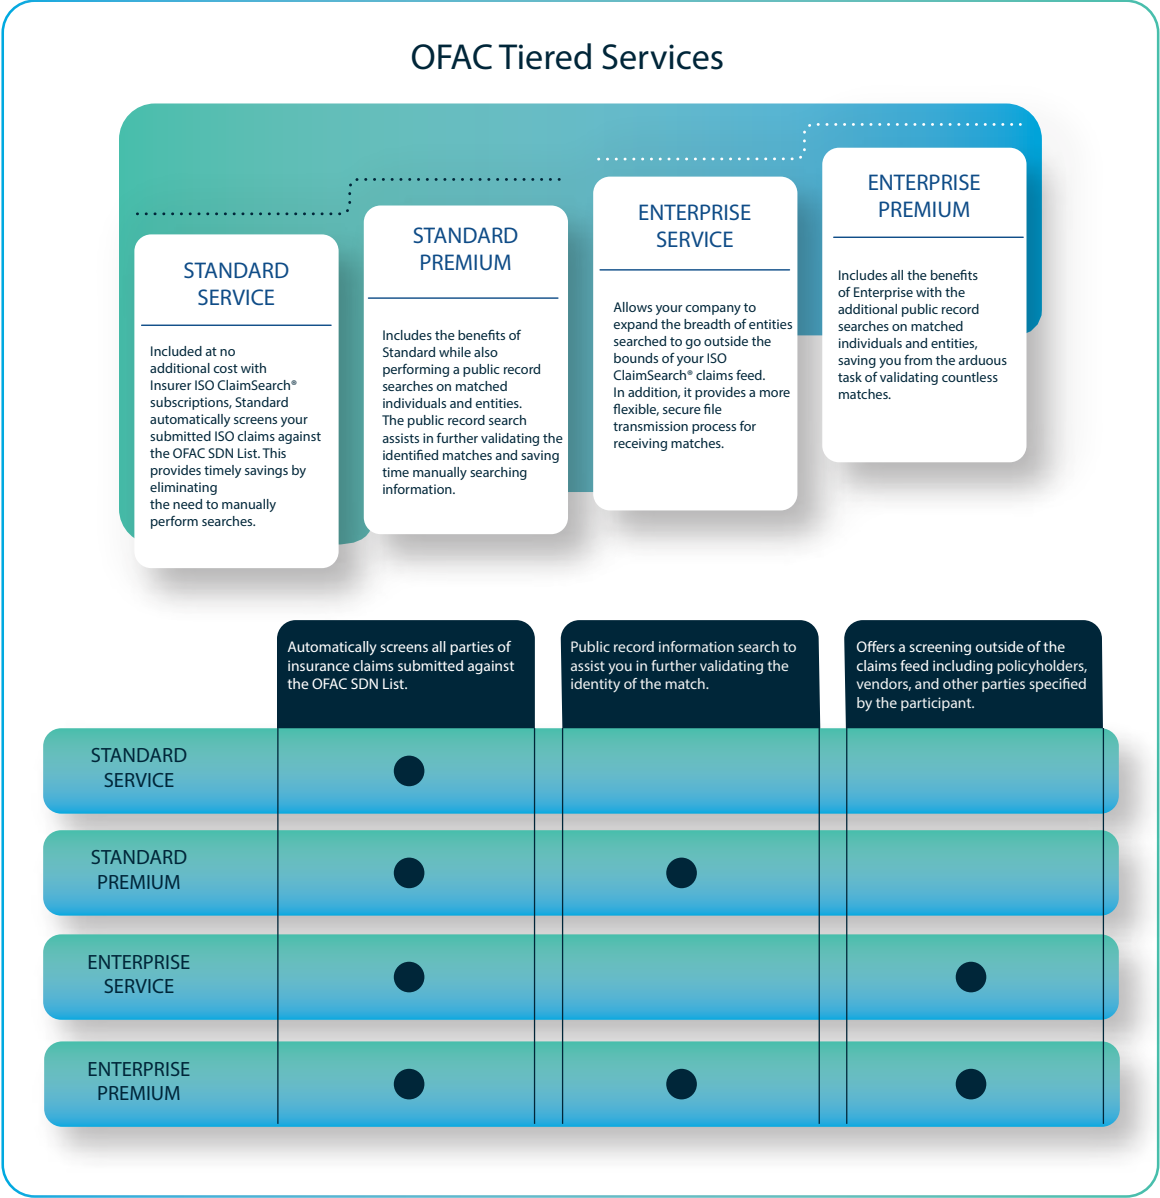 OFAC Tiered Services
STANDARD
SERVICE
Included at no
additional cost with
Insurer ISO ClaimSearch®
subscriptions, Standard
automatically screens your
submitted ISO claims against
the OFAC SDN List. This
provides timely savings by
eliminating
the need to manually
perform searches.
STANDARD
PREMIUM
Includes the benefits of
Standard while also
performing a public record
searches on matched
individuals and entities.
The public record search
assists in further validating the
identified matches and saving
time manually searching
information.
ENTERPRISE
SERVICE
Allows your company to
expand the breadth of entities
searched to go outside the
bounds of your ISO
ClaimSearch® claims feed.
In addition, it provides a more
flexible, secure file
transmission process for
receiving matches.
ENTERPRISE
PREMIUM
Includes all the benefits
of Enterprise with the
additional public record
searches on matched
individuals and entities,
saving you from the arduous
task of validating countless
matches.
Automatically screens all parties of
insurance claims submitted against
the OFAC SDN List.
Public record information search to
assist you in further validating the
identity of the match.
Offers a screening outside of the
claims feed including policyholders,
vendors, and other parties specified
by the participant.
STANDARD
SERVICE
STANDARD
PREMIUM
ENTERPRISE
SERVICE
ENTERPRISE
PREMIUM